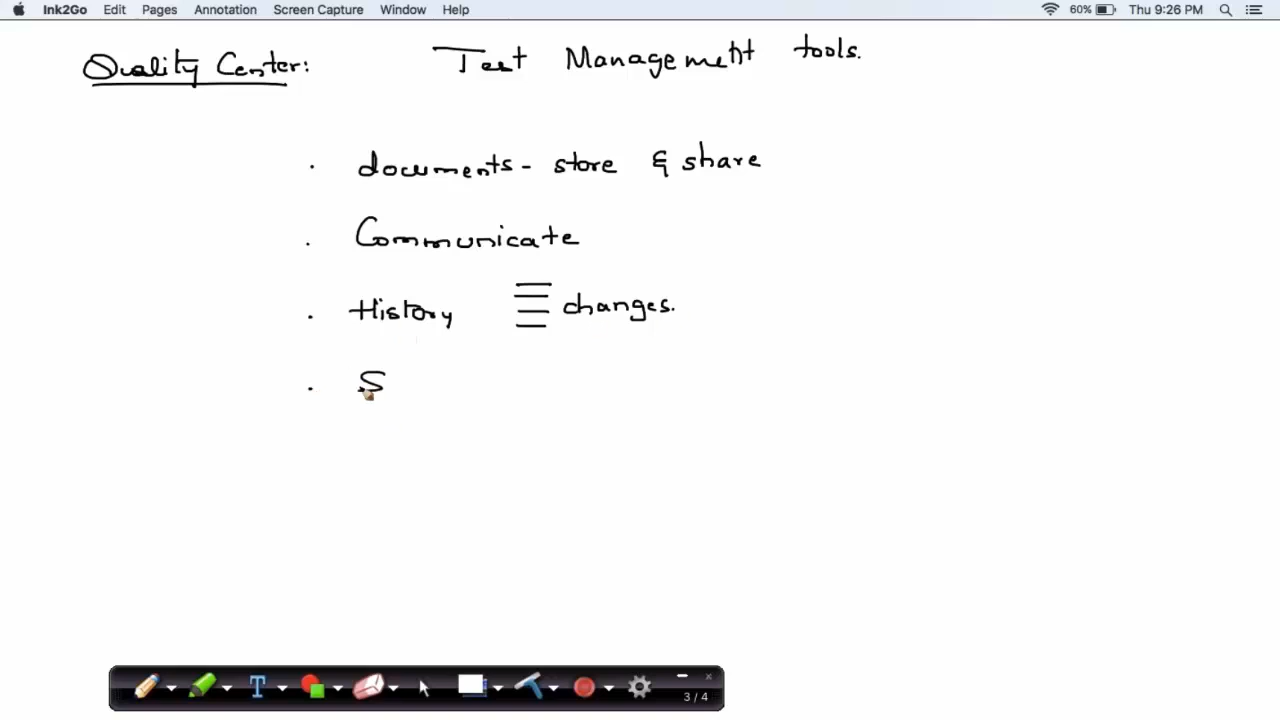 Ink2Go Edit Pages Annotation Screen Capture Window Help 60% Thu 9:26 PM
Quality Center: Test Management tools.
. documents - store & share
. Communicate
. History changes.
. S
T
3 / 4